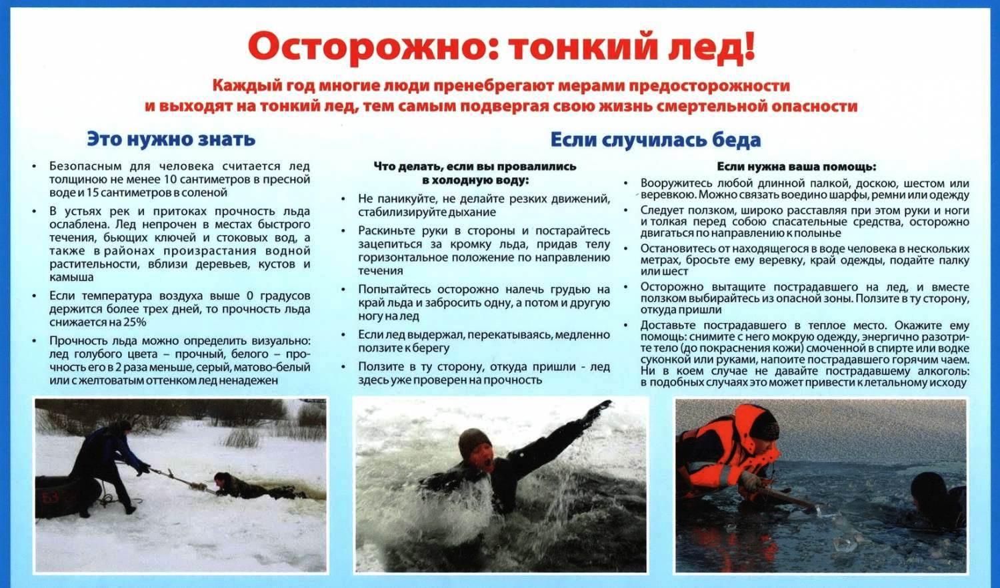 Осторожно: тонкий лед!
Каждый год многие люди пренебрегают мерами предосторожности
и выходят на тонкий лед, тем самым подвергая свою жизнь смертельной опасности
Это нужно знать
• Безопасным для человека считается лед
толщиною не менее 10 сантиметров в пресной
воде и 15 сантиметров в соленой
• В устьях рек и притоках прочность льда
ослаблена. Лед непрочен в местах быстрого
течения, бьющих ключей и стоковых вод, а
также в районах произрастания водной
растительности, вблизи деревьев, кустов и
камыша
• Если температура воздуха выше 0 градусов
держится более трех дней, то прочность льда
снижается на 25%
• Прочность льда можно определить визуально:
лед голубого цвета – прочный, белого – про-
чность его в 2 раза меньше, серый, матово-белый
или с желтоватым оттенком лед ненадежен
Если случилась беда
Что делать, если вы провалились
в холодную воду:
• Не паникуйте, не делайте резких движений,
стабилизируйте дыхание
• Раскиньте руки в стороны и постарайтесь
зацепиться за кромку льда, придав телу
горизонтальное положение по направлению
течения
• Попытайтесь осторожно налечь грудью на
край льда и забросить одну, а потом и другую
ногу на лед
• Если лед выдержал, перекатываясь, медленно
ползите к берегу
• Ползите в ту сторону, откуда пришли - лед
здесь уже проверен на прочность
Если нужна ваша помощь:
• Вооружитесь любой длинной палкой, доскою, шестом или
веревкою. Можно связать воедино шарфы, ремни или одежду
• Следует ползком, широко расставляя при этом руки и ноги
и толкая перед собою спасательные средства, осторожно
двигаться по направлению к полынье
• Остановитесь от находящегося в воде человека в нескольких
метрах, бросьте ему веревку, край одежды, подайте палку
или шест
• Осторожно вытащите пострадавшего на лед, и вместе
ползком выбирайтесь из опасной зоны. Ползите в ту сторону,
откуда пришли
• Доставьте пострадавшего в теплое место. Окажите ему
помощь: снимите с него мокрую одежду, энергично разотри-
те тело (до покраснения кожи) смоченной в спирте или водке
суконкой или руками, напоите пострадавшего горячим чаем.
Ни в коем случае не давайте пострадавшему алкоголь:
в подобных случаях это может привести к летальному исходу